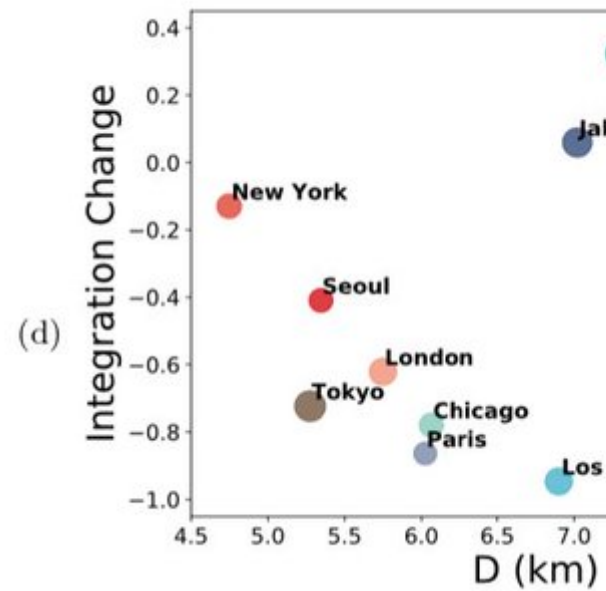 (d)
Integration Change
0.4
0.2
0.0
−0.2
−0.4
−0.6
−0.8
−1.0
Jal
New York
Seoul
London
Tokyo
Chicago
Paris
Los
4.5 5.0 5.5 6.0 6.5 7.0
D (km)